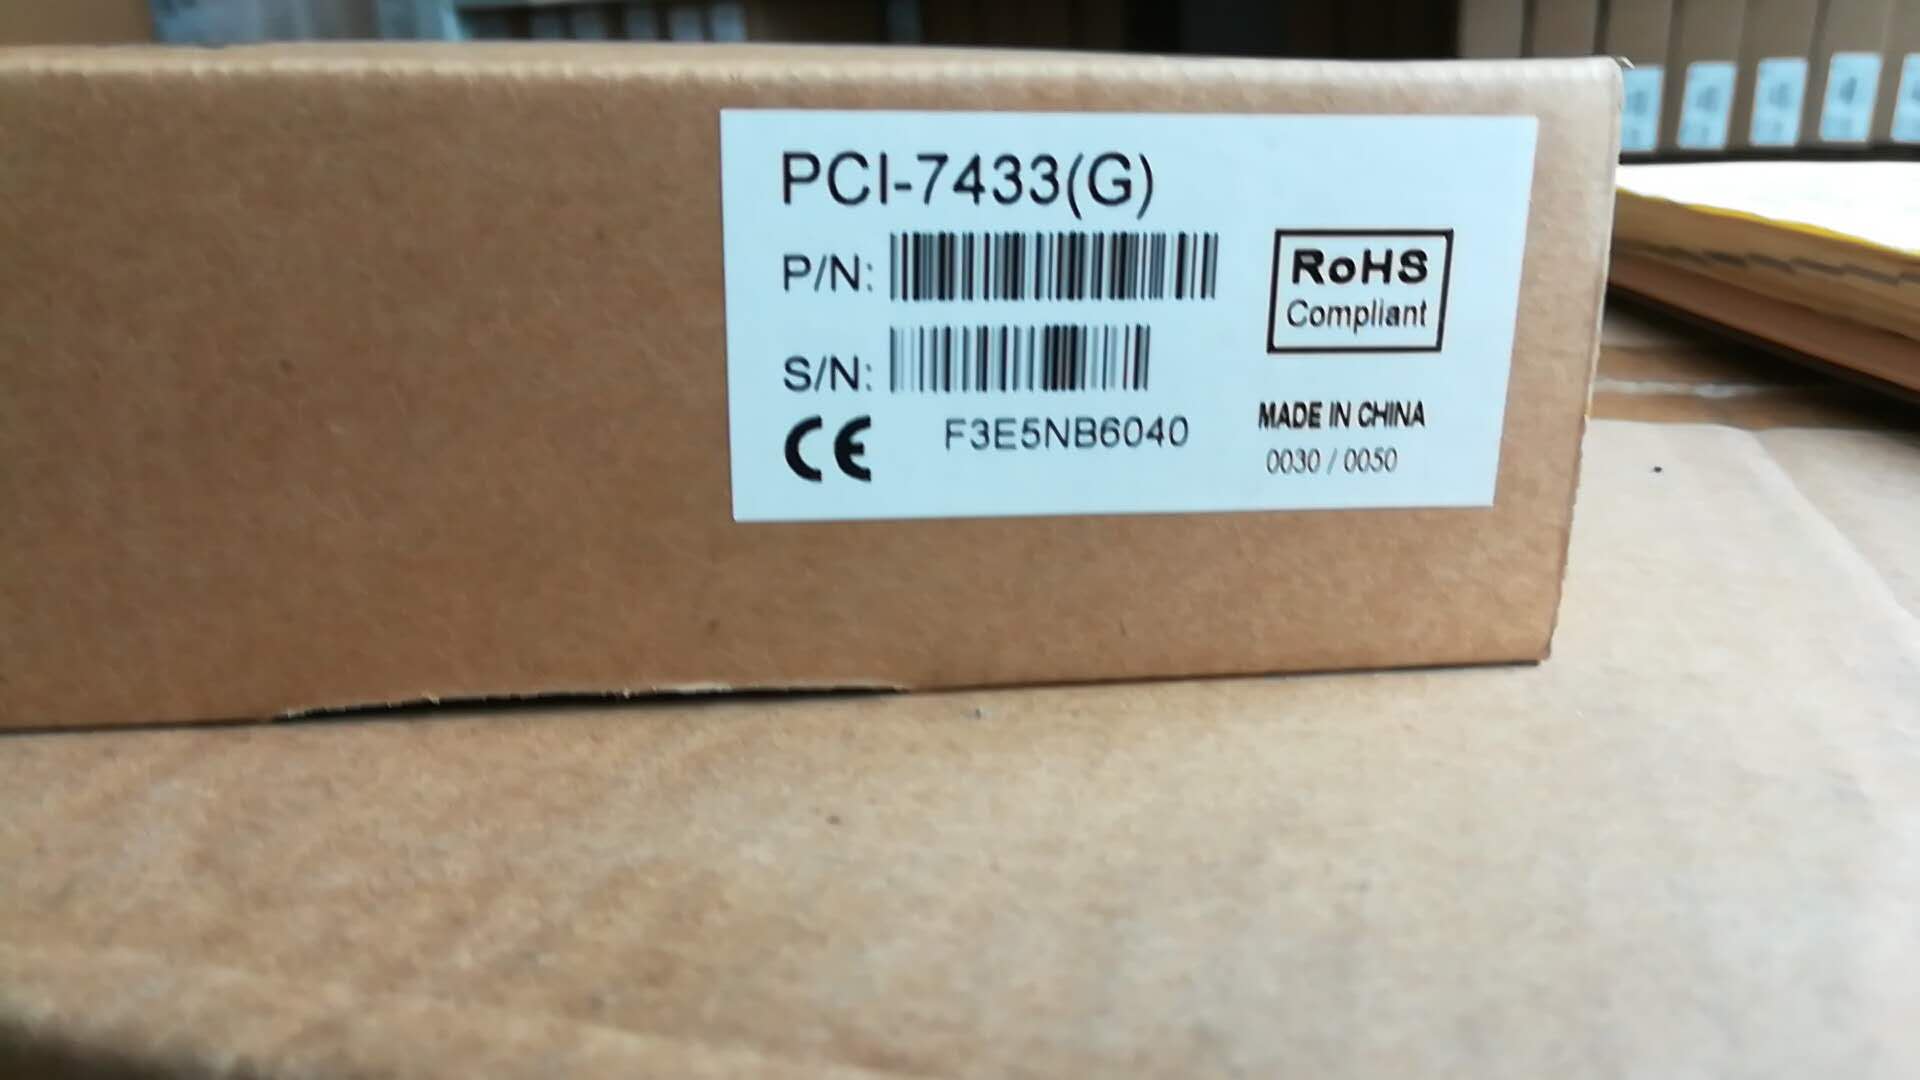 PCI-7433(G)
P/N:
RoHS
Compliant
S/N:
CE
F3E5NB6040
MADE IN CHINA
0030 / 0050